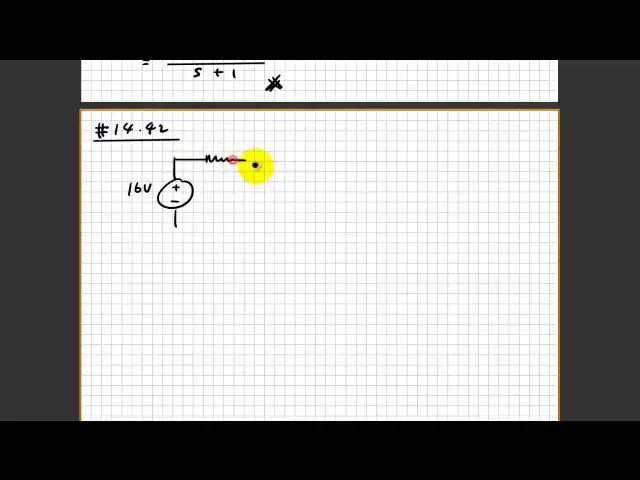 =
s + 1
#14.42
16V
+
−